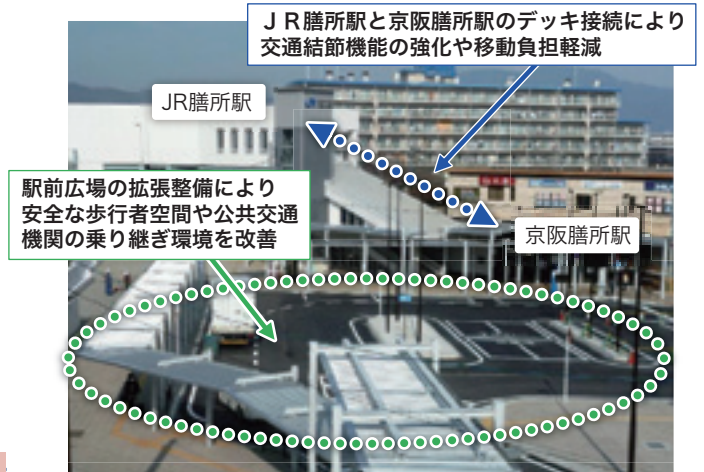 ＪＲ膳所駅と京阪膳所駅のデッキ接続により
交通結節機能の強化や移動負担軽減
JR膳所駅
駅前広場の拡張整備により
安全な歩行者空間や公共交通
機関の乗り継ぎ環境を改善
京阪膳所駅